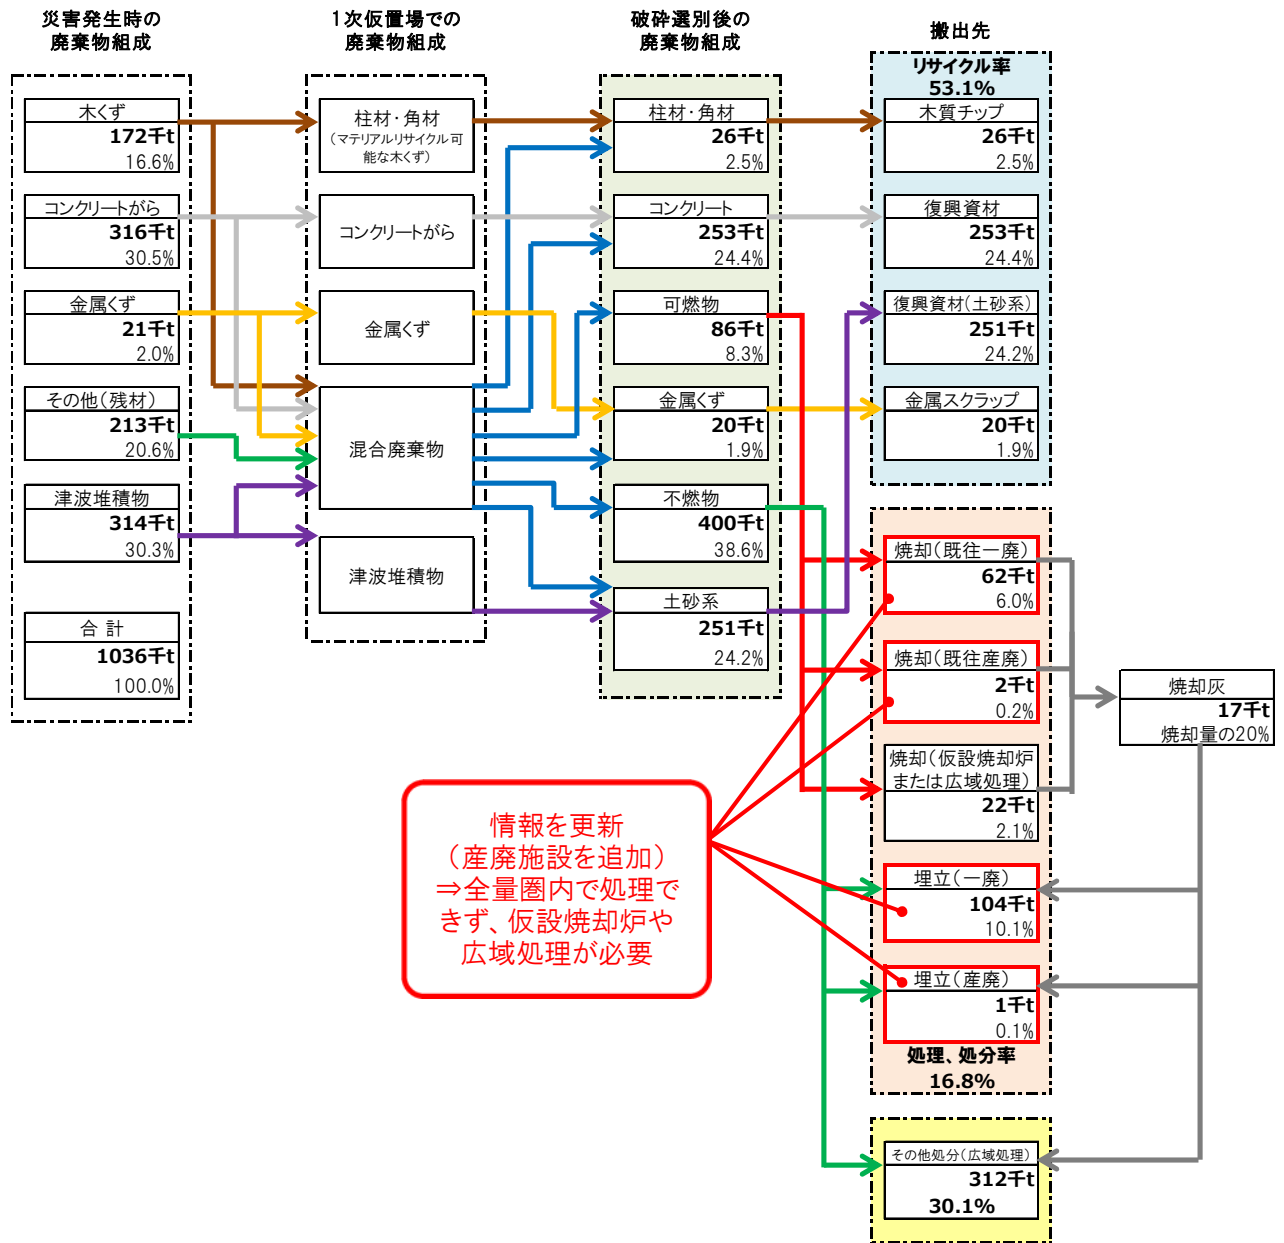 災害発生時の
廃棄物組成
木くず
172千t
16.6%
コンクリートがら
316千t
30.5%
金属くず
21千t
2.0%
その他(残材)
213千t
20.6%
津波堆積物
314千t
30.3%
合 計
1036千t
100.0%
1次仮置場での
廃棄物組成
柱材・角材
(マテリアルリサイクル可
能な木くず)
コンクリートがら
金属くず
混合廃棄物
津波堆積物
破砕選別後の
廃棄物組成
柱材・角材
26千t
2.5%
コンクリート
253千t
24.4%
可燃物
86千t
8.3%
金属くず
20千t
1.9%
不燃物
400千t
38.6%
土砂系
251千t
24.2%
搬出先
リサイクル率
53.1%
木質チップ
26千t
2.5%
復興資材
253千t
24.4%
復興資材(土砂系)
251千t
24.2%
金属スクラップ
20千t
1.9%
焼却(既往一廃)
62千t
6.0%
焼却(既往産廃)
2千t
0.2%
焼却(仮設焼却炉
または広域処理)
22千t
2.1%
埋立(一廃)
104千t
10.1%
埋立(産廃)
1千t
0.1%
処理、処分率
16.8%
その他処分(広域処理)
312千t
30.1%
焼却灰
17千t
焼却量の20%
情報を更新
(産廃施設を追加)
⇒全量圏内で処理で
きず、仮設焼却炉や
広域処理が必要